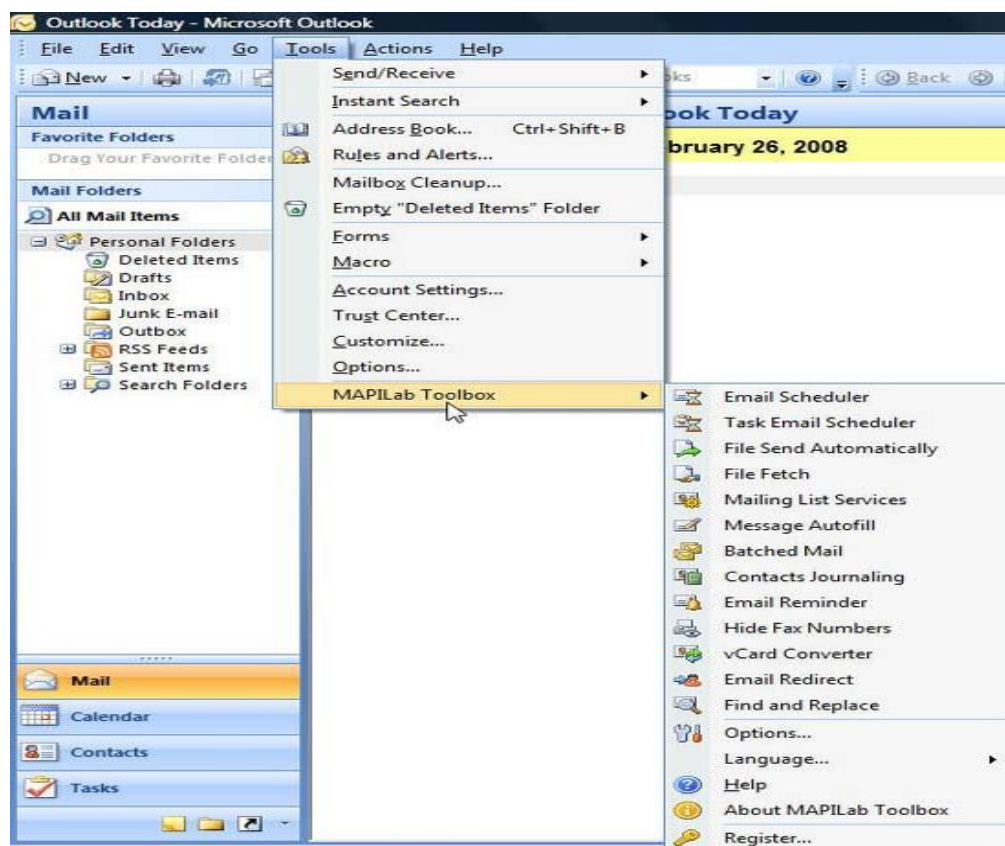 Outlook Today - Microsoft Outlook
File Edit View Go Tools Actions Help
New Back
Mail
Favorite Folders
Drag Your Favorite Folder
Mail Folders
All Mail Items
Personal Folders
Deleted Items
Drafts
Inbox
Junk E-mail
Outbox
RSS Feeds
Sent Items
Search Folders
Mail
Calendar
Contacts
Tasks
Send/Receive
Instant Search
Address Book... Ctrl+Shift+B
Rules and Alerts...
Mailbox Cleanup...
Empty "Deleted Items" Folder
Forms
Macro
Account Settings...
Trust Center...
Customize...
Options...
MAPILab Toolbox
ook Today
bruary 26, 2008
Email Scheduler
Task Email Scheduler
File Send Automatically
File Fetch
Mailing List Services
Message Autofill
Batched Mail
Contacts Journaling
Email Reminder
Hide Fax Numbers
vCard Converter
Email Redirect
Find and Replace
Options...
Language...
Help
About MAPILab Toolbox
Register...